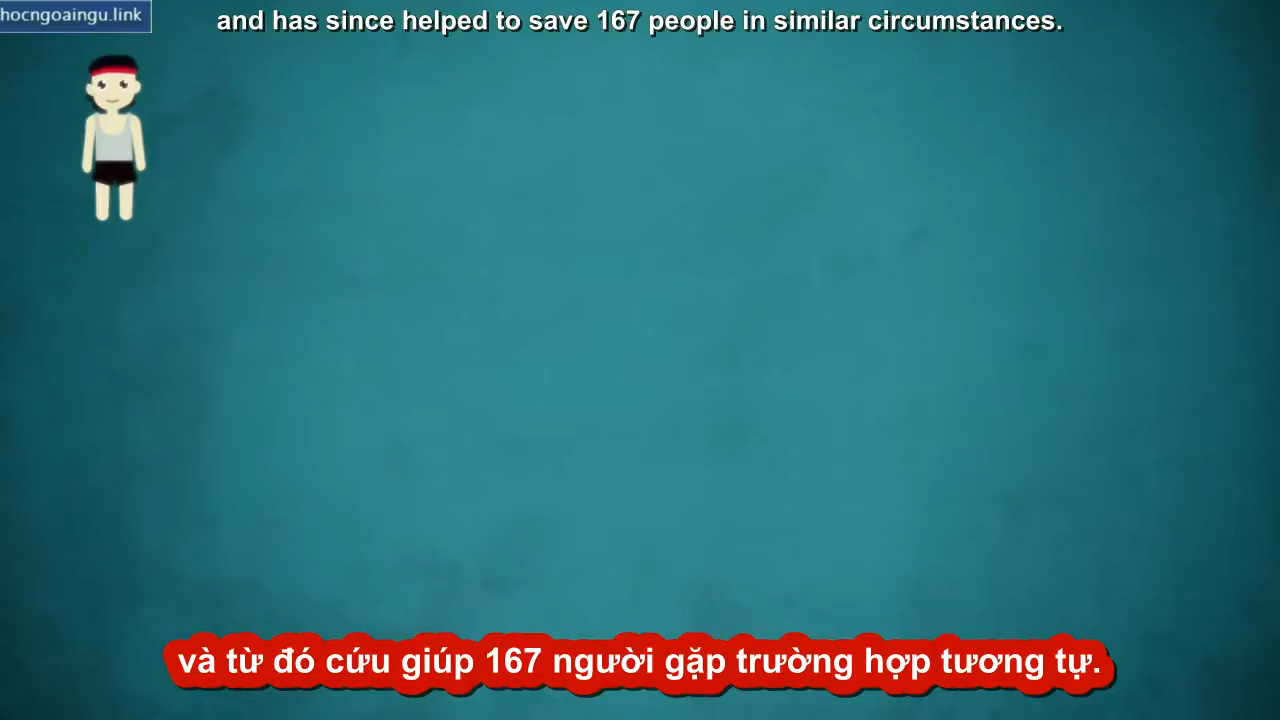 hocngoaingu.link
and has since helped to save 167 people in similar circumstances.
và từ đó cứu giúp 167 người gặp trường hợp tương tự.